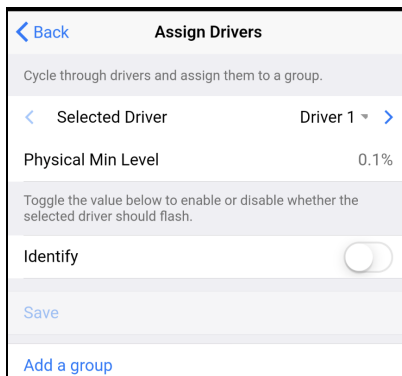 Back Assign Drivers
Cycle through drivers and assign them to a group.
Selected Driver Driver 1
Physical Min Level 0.1%
Toggle the value below to enable or disable whether the
selected driver should flash.
Identify
Save
Add a group